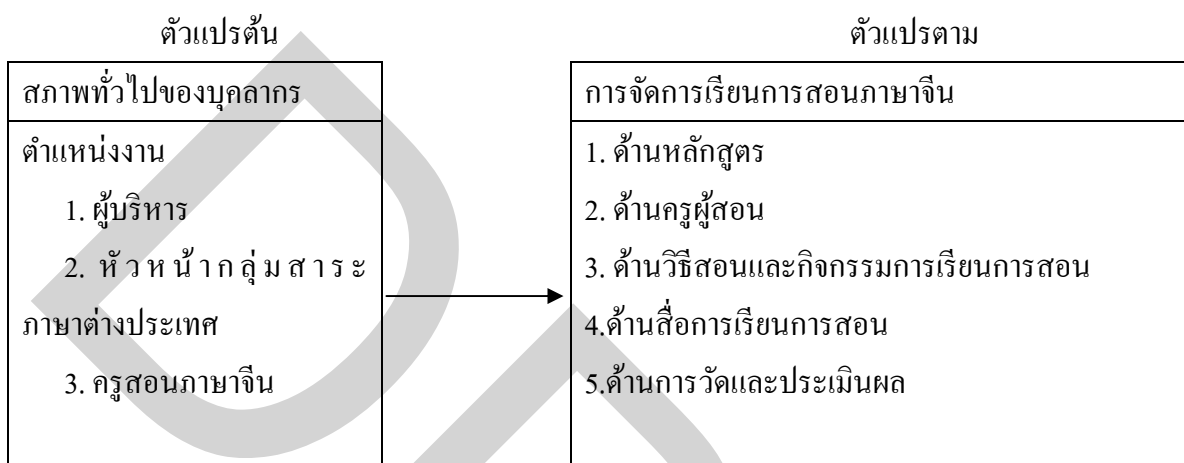 ตัวแปรต้น
สภาพทั่วไปของบุคลากร
ตำแหน่งงาน
1. ผู้บริหาร
2. หัวหน้ากลุ่มสาระ
ภาษาต่างประเทศ
3. ครูสอนภาษาจีน
ตัวแปรตาม
การจัดการเรียนการสอนภาษาจีน
1. ด้านหลักสูตร
2. ด้านครูผู้สอน
3. ด้านวิธีสอนและกิจกรรมการเรียนการสอน
4.ด้านสื่อการเรียนการสอน
5.ด้านการวัดและประเมินผล